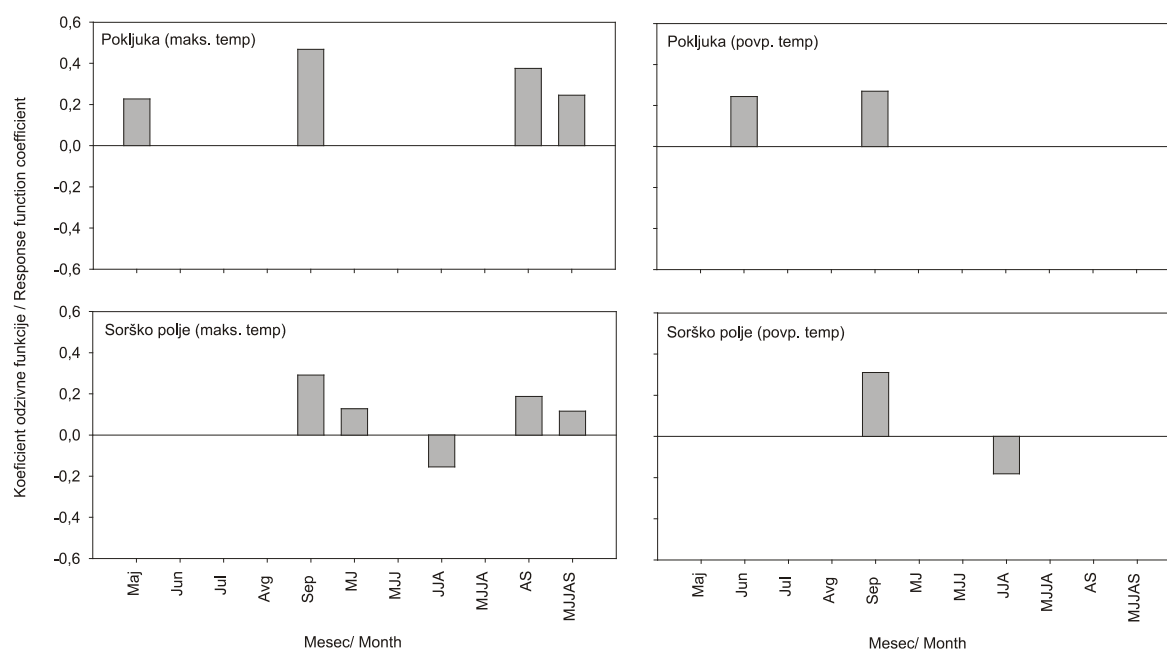 Koeficient odzivne funkcije / Response function coefficient
Pokljuka (maks. temp)
0,6
0,4
0,2
0,0
-0,2
-0,4
-0,6
Pokljuka (povp. temp)
Sorško polje (maks. temp)
0,6
0,4
0,2
0,0
-0,2
-0,4
-0,6
Sorško polje (povp. temp)
Maj
Jun
Jul
Avg
Sep
MJ
MJJ
JJA
MJJA
AS
MJJAS
Mesec/ Month
Maj
Jun
Jul
Avg
Sep
MJ
MJJ
JJA
MJJA
AS
MJJAS
Mesec/ Month